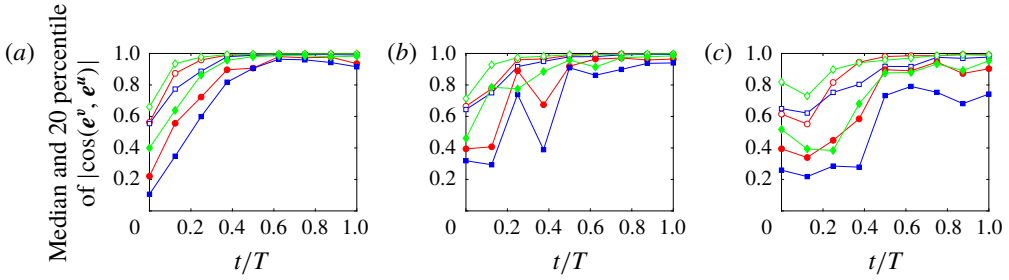 (a) (b) (c)
Median and 20 percentile
of |cos(e^v, e^u)|
1.0 1.0 1.0
0.8 0.8 0.8
0.6 0.6 0.6
0.4 0.4 0.4
0.2 0.2 0.2
0 0.2 0.4 0.6 0.8 1.0 0 0.2 0.4 0.6 0.8 1.0 0 0.2 0.4 0.6 0.8 1.0
t/T t/T t/T